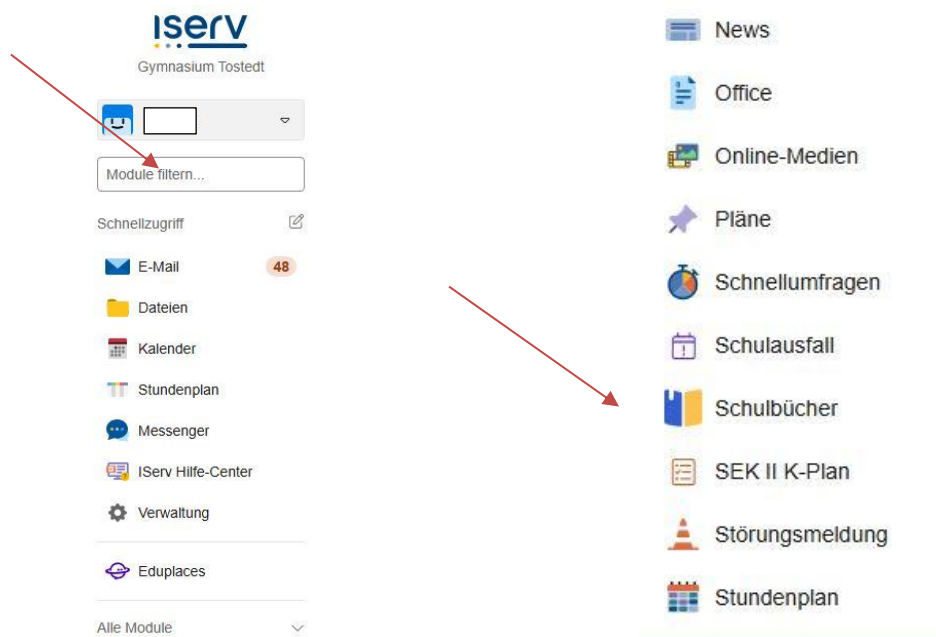 IServ
Gymnasium Tostedt
Module filtern...
Schnellzugriff
E-Mail 48
Dateien
Kalender
Stundenplan
Messenger
IServ Hilfe-Center
Verwaltung
Eduplaces
Alle Module
News
Office
Online-Medien
Pläne
Schnellumfragen
Schulausfall
Schulbücher
SEK II K-Plan
Störungsmeldung
Stundenplan